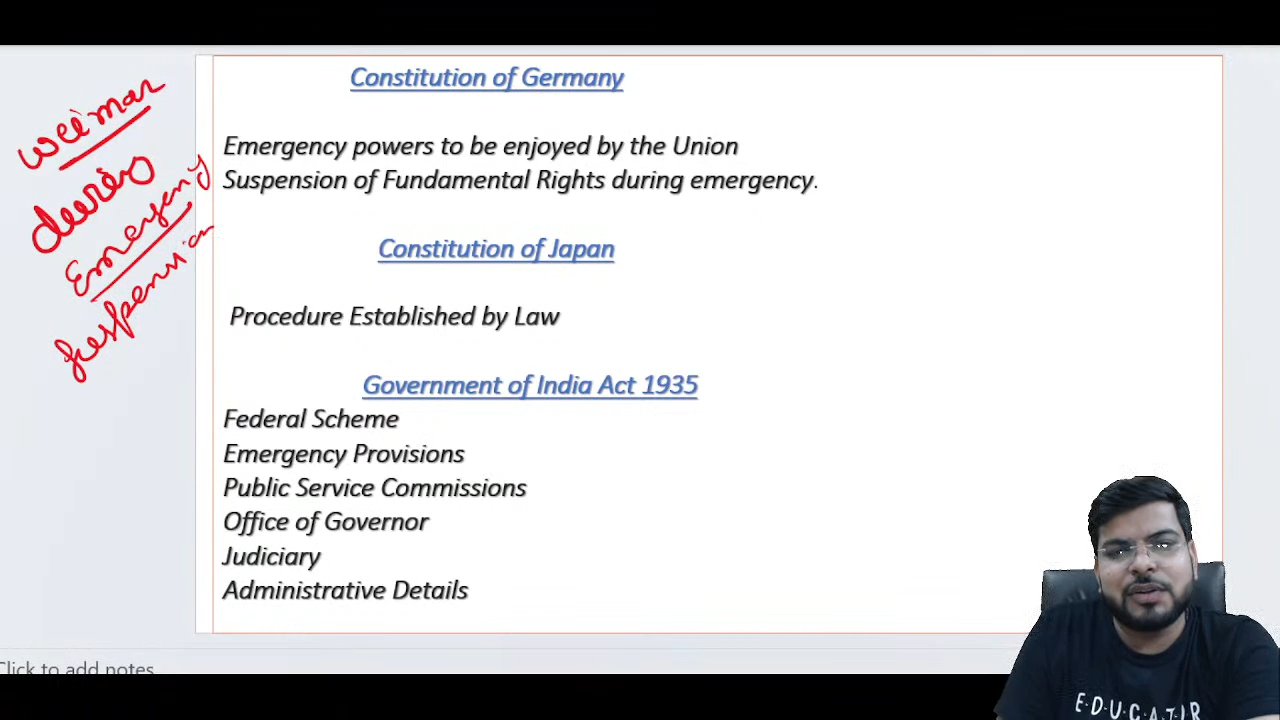 Constitution of Germany
Emergency powers to be enjoyed by the Union
Suspension of Fundamental Rights during emergency.
Constitution of Japan
Procedure Established by Law
Government of India Act 1935
Federal Scheme
Emergency Provisions
Public Service Commissions
Office of Governor
Judiciary
Administrative Details
Weimar
Emergency
Click to add notes